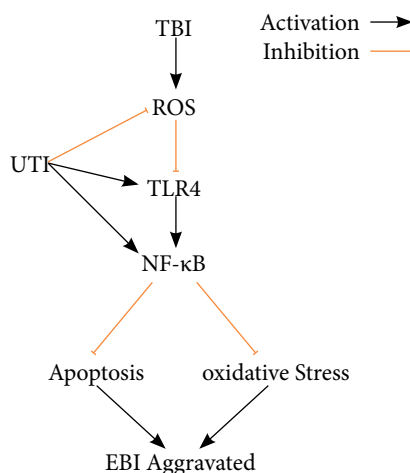 TBI
Activation
Inhibition
ROS
UTI
TLR4
NF-κB
Apoptosis
oxidative Stress
EBI Aggravated